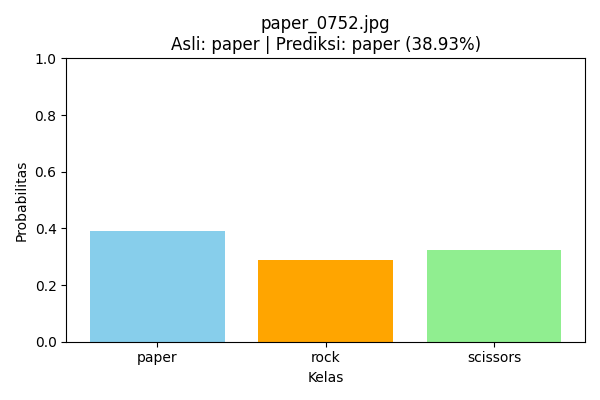 paper_0752.jpg
Asli: paper | Prediksi: paper (38.93%)
1.0
0.8
0.6
0.4
0.2
0.0
Probabilitas
paper rock scissors
Kelas